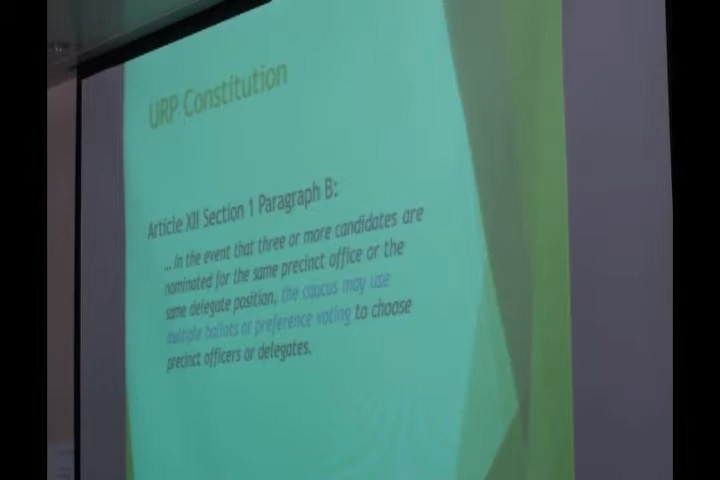 URP Constitution
Article XII Section 1 Paragraph B:
... In the event that three or more candidates are
nominated for the same precinct office or the
same delegate position, the caucus may use
multiple ballots or preference voting to choose
precinct officers or delegates.